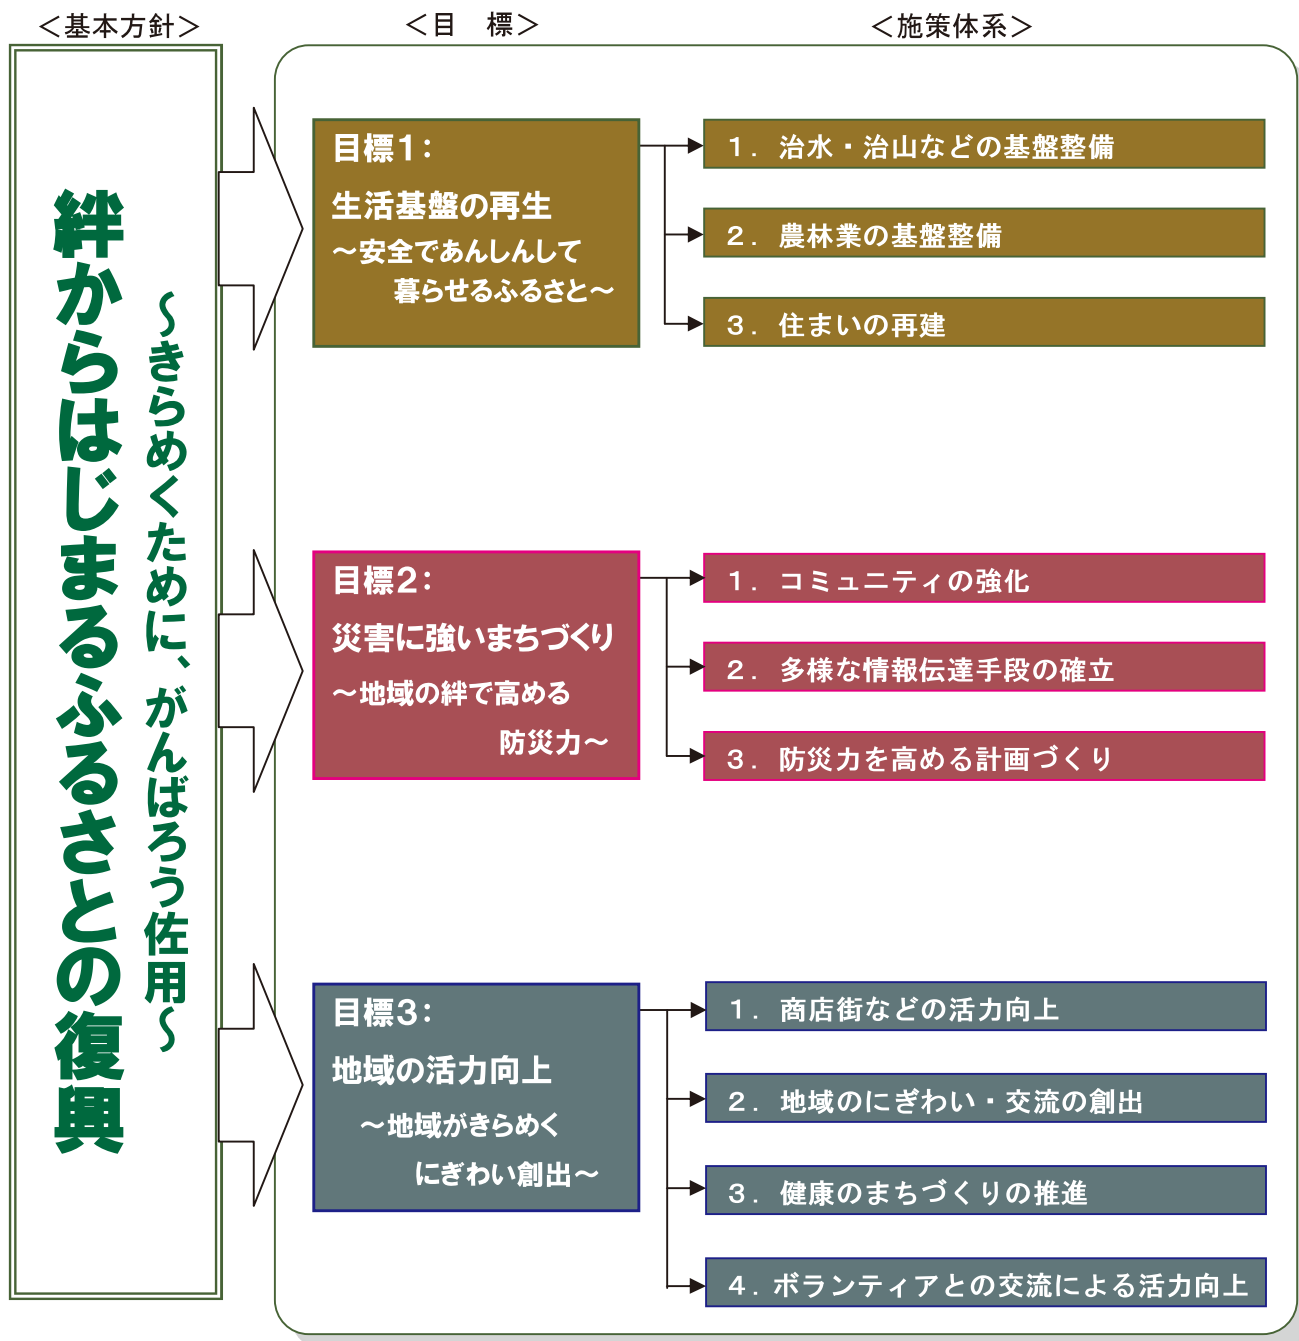 ＜基本方針＞
＜目　標＞
＜施策体系＞
絆からはじまるふるさとの復興
～きらめくために、がんばろう佐用～
目標1：
生活基盤の再生
～安全であんしんして
暮らせるふるさと～
１．治水・治山などの基盤整備
２．農林業の基盤整備
３．住まいの再建
目標2：
災害に強いまちづくり
～地域の絆で高める
防災力～
１．コミュニティの強化
２．多様な情報伝達手段の確立
３．防災力を高める計画づくり
目標3：
地域の活力向上
～地域がきらめく
にぎわい創出～
１．商店街などの活力向上
２．地域のにぎわい・交流の創出
３．健康のまちづくりの推進
４．ボランティアとの交流による活力向上